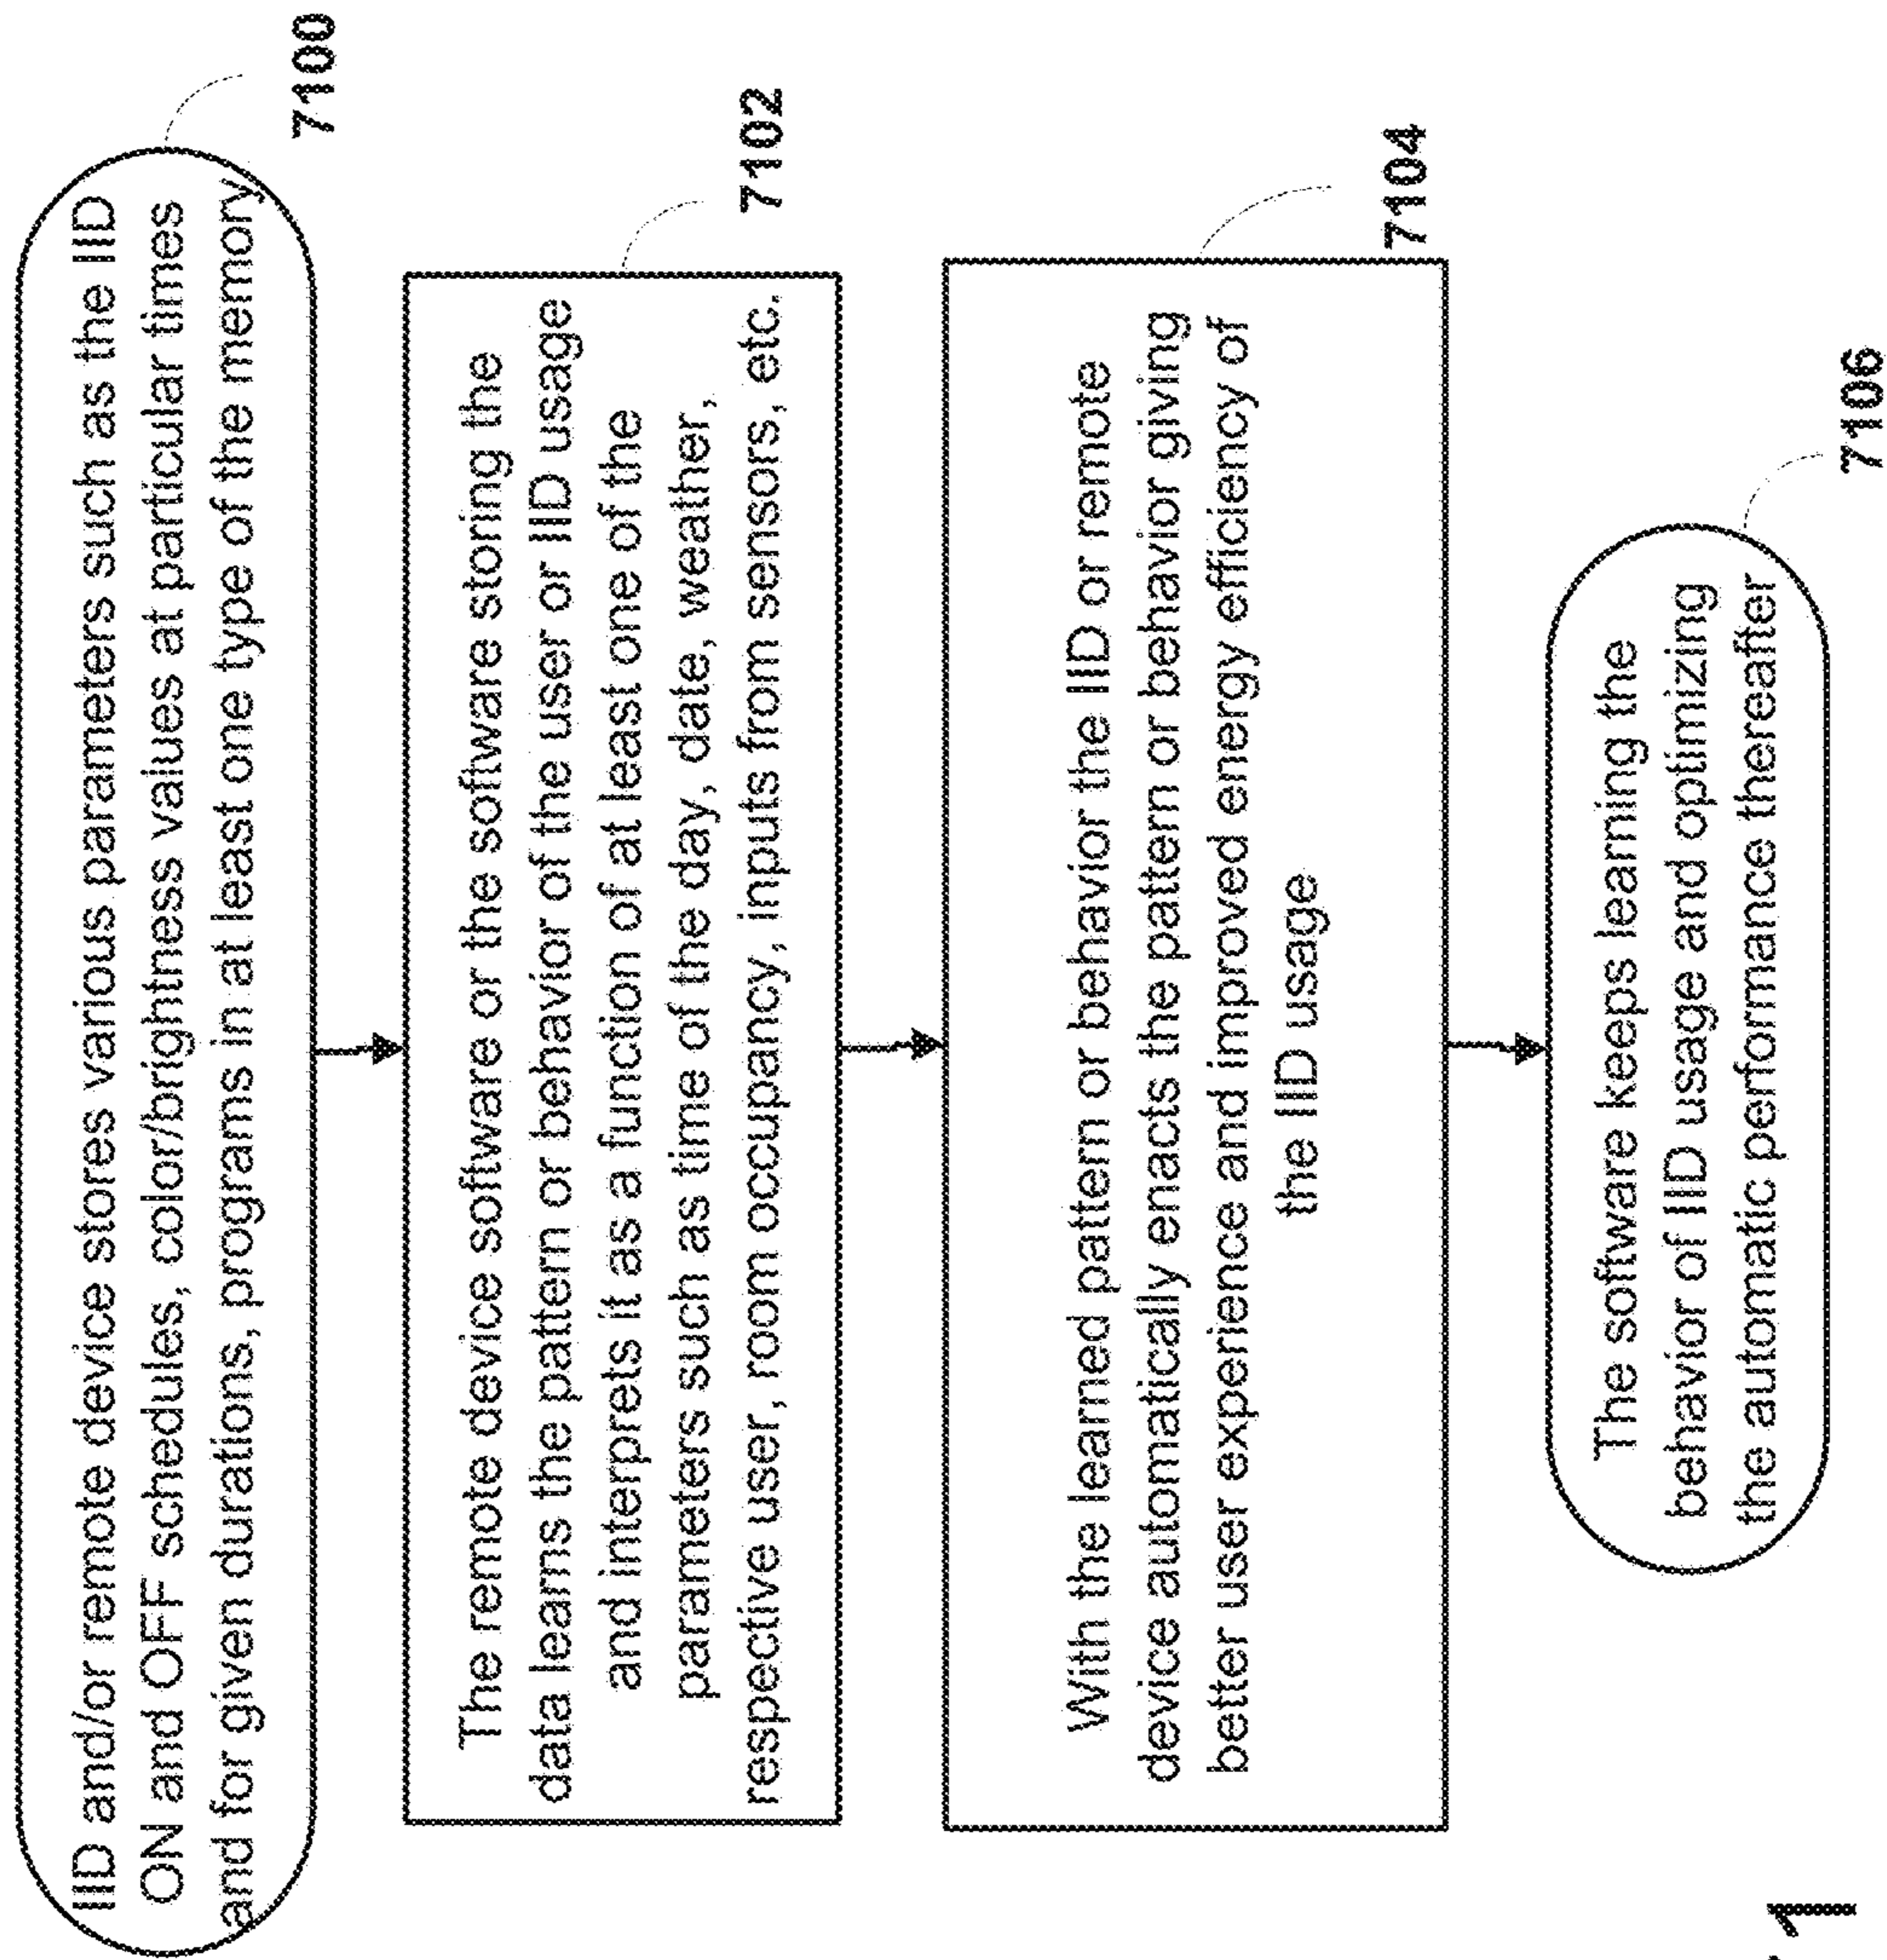 IID and/or remote device stores various parameters such as the IID
ON and OFF schedules, color/brightness values at particular times
and for given durations, programs in at least one type of the memory
7100
The remote device software or the software storing the
data learns the pattern or behavior of the user or IID usage
and interprets it as a function of at least one of the
parameters such as time of the day, date, weather,
respective user, room occupancy, inputs from sensors, etc.
7102
With the learned pattern or behavior the IID or remote
device automatically enacts the pattern or behavior giving
better user experience and improved energy efficiency of
the IID usage
7104
The software keeps learning the
behavior of IID usage and optimizing
the automatic performance thereafter
7106